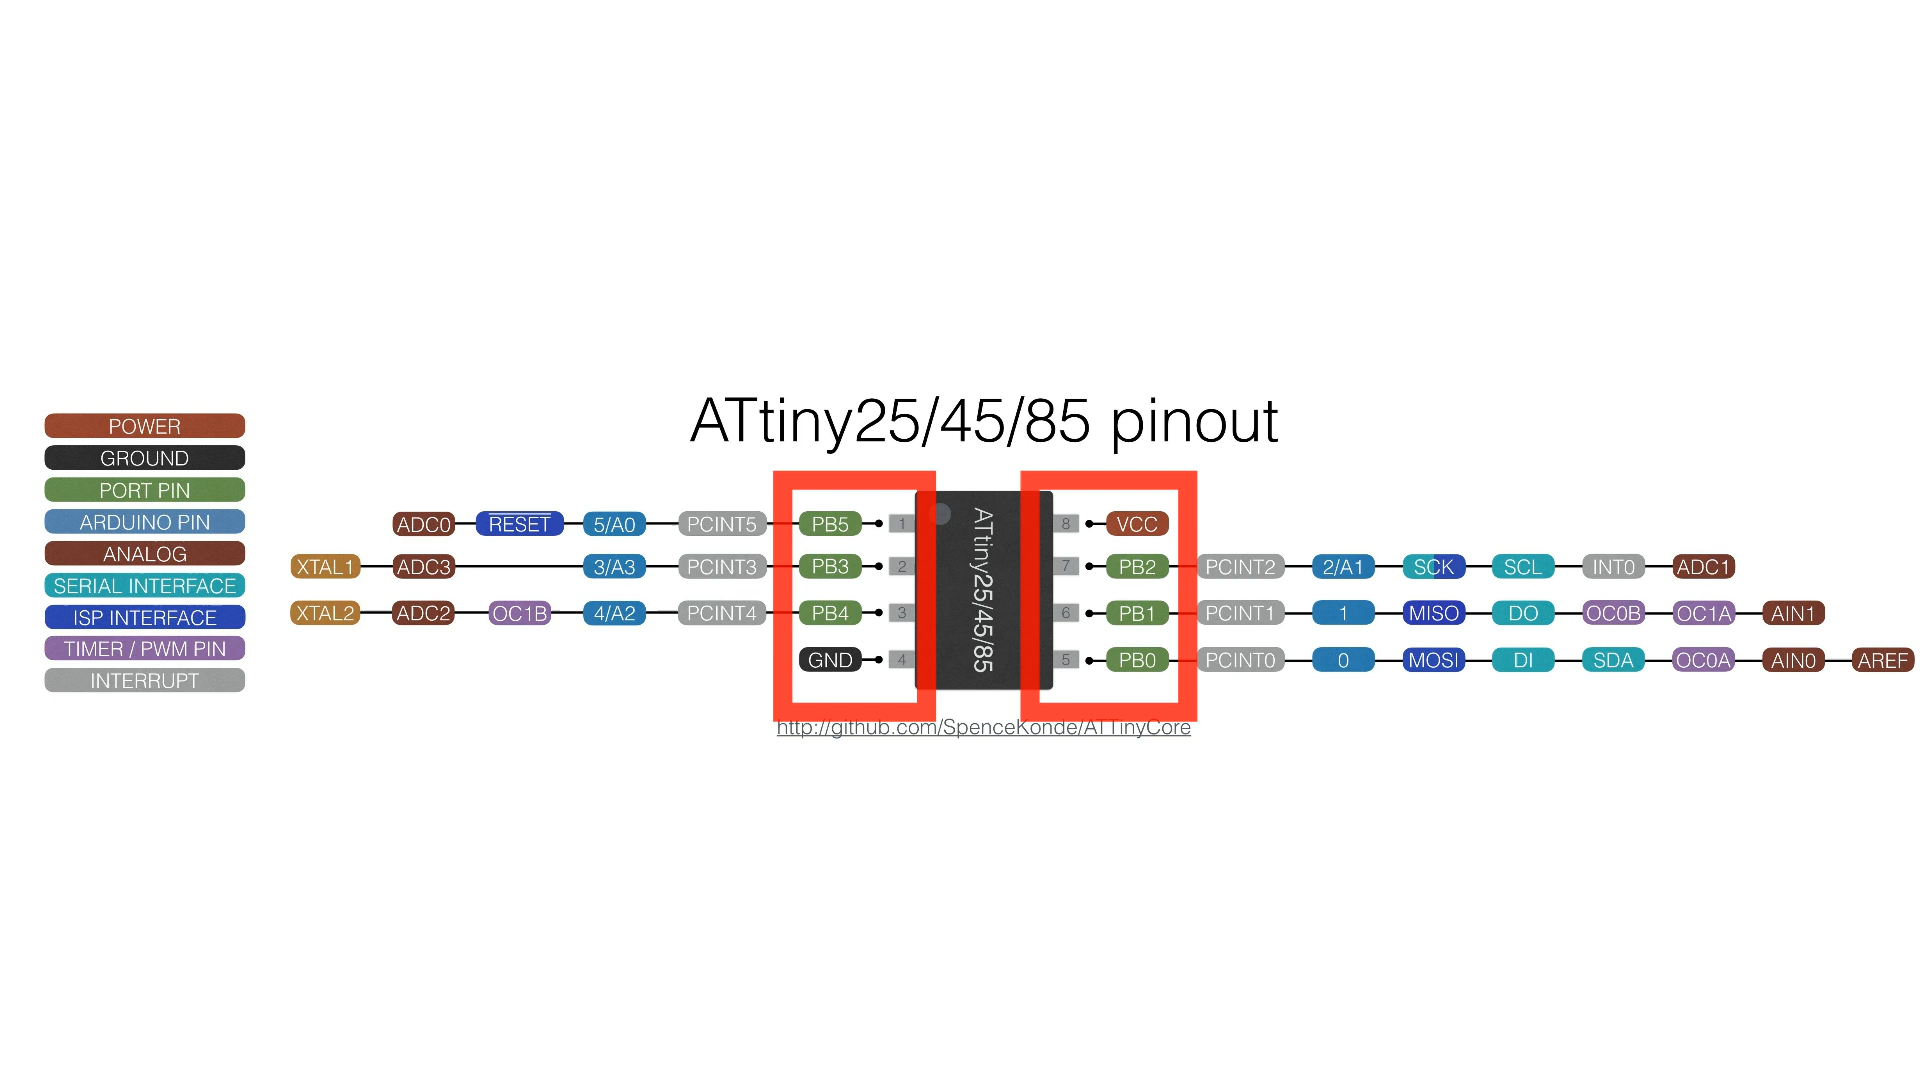 ATtiny25/45/85 pinout
POWER
GROUND
PORT PIN
ARDUINO PIN
ANALOG
SERIAL INTERFACE
ISP INTERFACE
TIMER / PWM PIN
INTERRUPT
ADC0 RESET 5/A0 PCINT5 PB5 1
XTAL1 ADC3 3/A3 PCINT3 PB3 2
XTAL2 ADC2 OC1B 4/A2 PCINT4 PB4 3
GND 4
ATtiny25/45/85
8 VCC
7 PB2 PCINT2 2/A1 SCK SCL INT0 ADC1
6 PB1 PCINT1 1 MISO DO OC0B OC1A AIN1
5 PB0 PCINT0 0 MOSI DI SDA OC0A AIN0 AREF
http://github.com/SpenceKonde/ATTinyCore